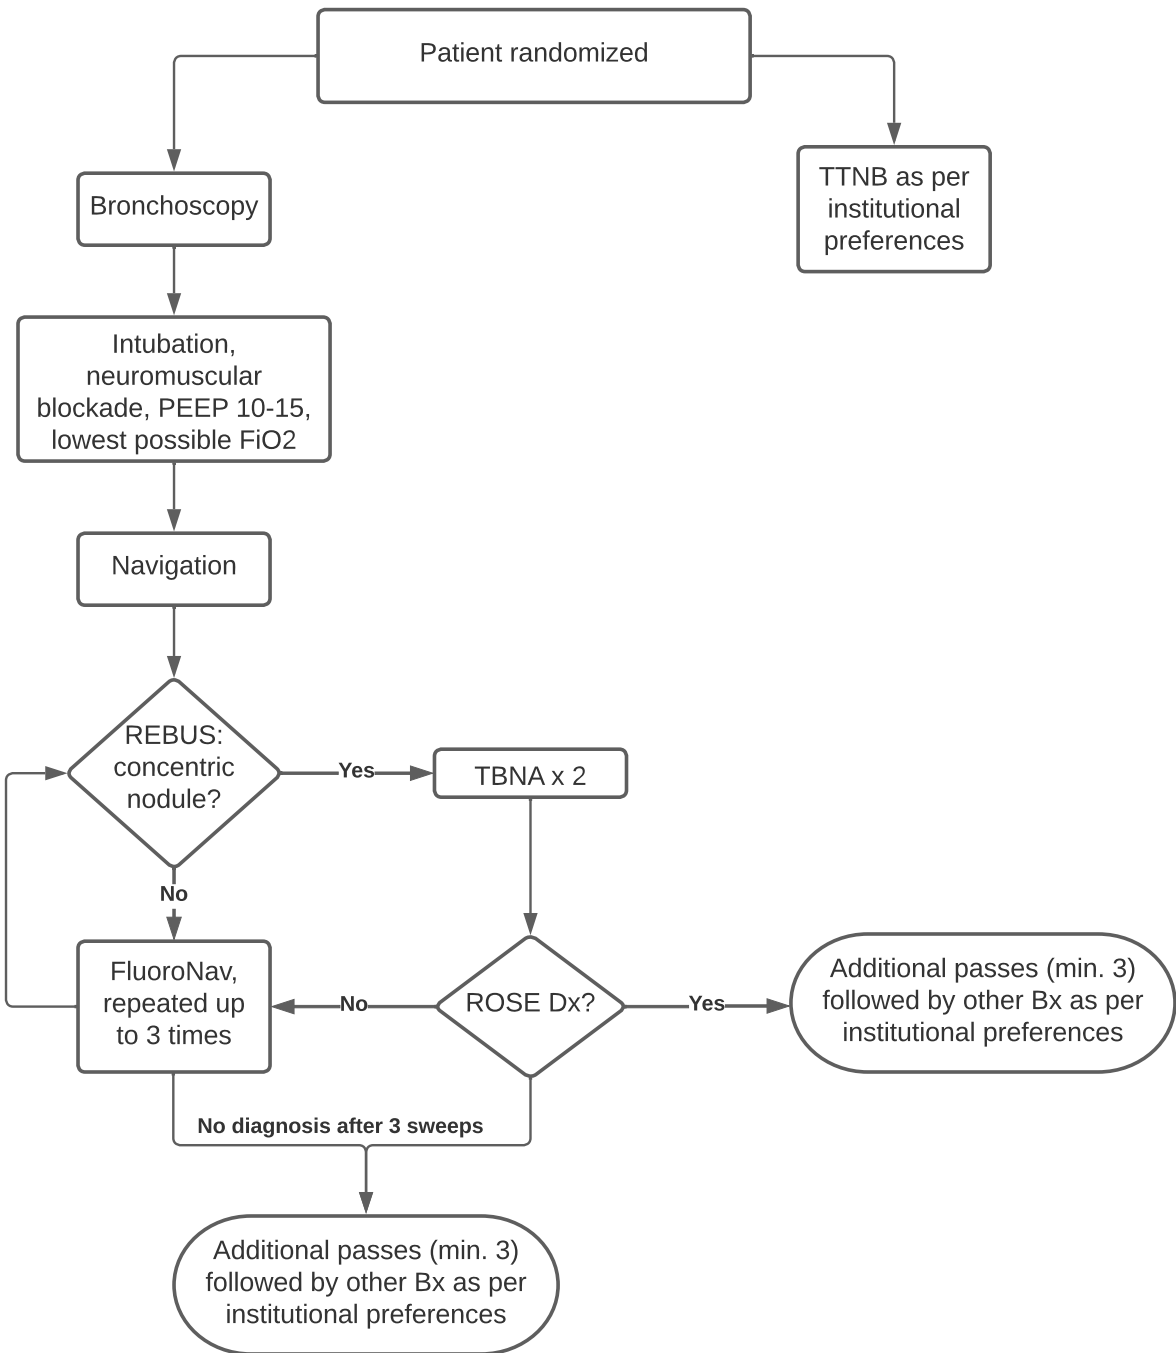 Patient randomized
TTNB as per
institutional
preferences
Bronchoscopy
Intubation,
neuromuscular
blockade, PEEP 10-15,
lowest possible FiO2
Navigation
REBUS:
concentric
nodule?
Yes
TBNA x 2
No
FluoroNav,
repeated up
to 3 times
No
ROSE Dx?
Yes
Additional passes (min. 3)
followed by other Bx as per
institutional preferences
No diagnosis after 3 sweeps
Additional passes (min. 3)
followed by other Bx as per
institutional preferences